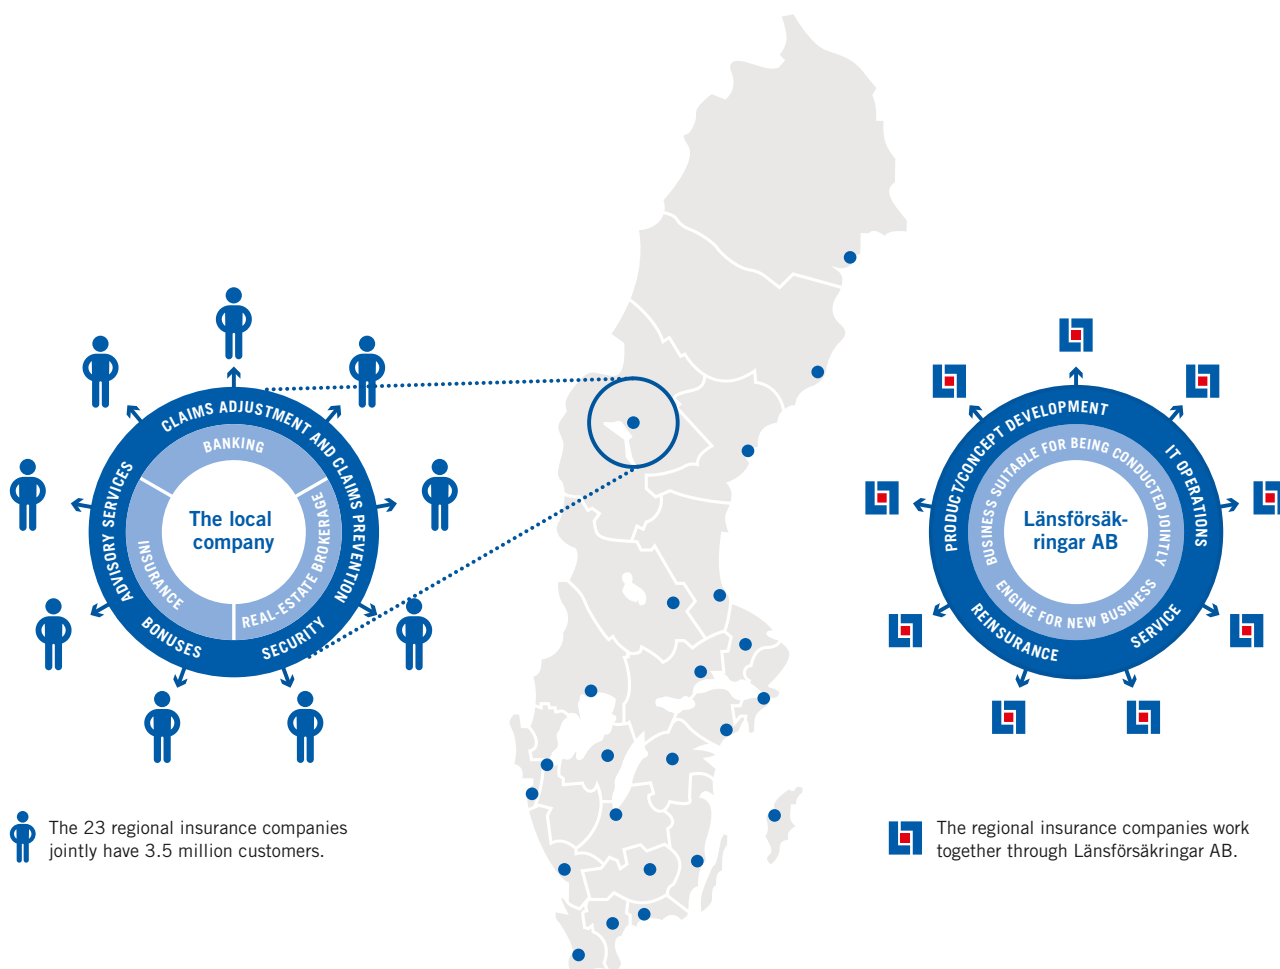 CLAIMS ADJUSTMENT AND CLAIMS PREVENTION
ADVISORY SERVICES
BONUSES
SECURITY
BANKING
INSURANCE
REAL-ESTATE BROKERAGE
The local
company
The 23 regional insurance companies
jointly have 3.5 million customers.
PRODUCT/CONCEPT DEVELOPMENT
IT OPERATIONS
REINSURANCE
SERVICE
BUSINESS SUITABLE FOR BEING CONDUCTED JOINTLY
ENGINE FOR NEW BUSINESS
Länsförsäk-
ringar AB
The regional insurance companies work
together through Länsförsäkringar AB.